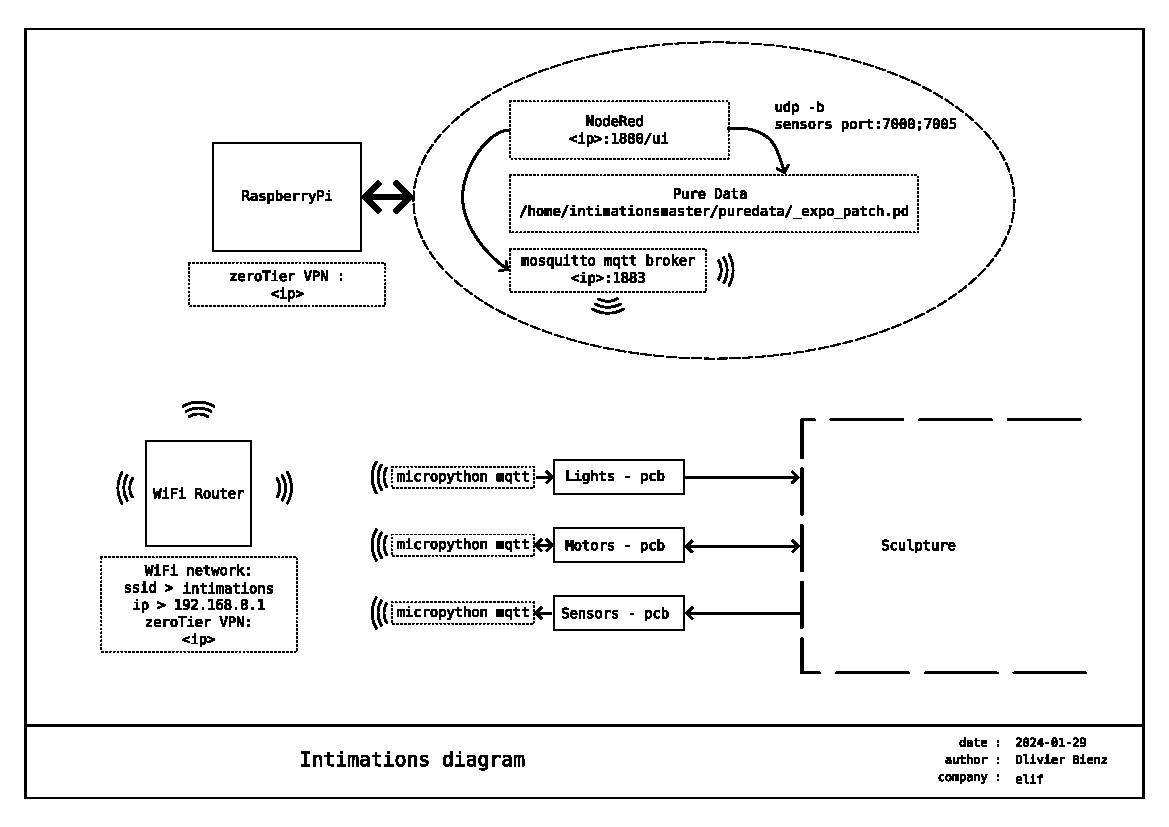 NodeRed
<ip>:1880/ui
udp -b
sensors port:7000;7005
RaspberryPi
Pure Data
/home/intimationsmaster/puredata/_expo_patch.pd
mosquitto mqtt broker
<ip>:1883
zeroTier VPN :
<ip>
WiFi Router
WiFi network:
ssid > intimations
ip > 192.168.8.1
zeroTier VPN:
<ip>
micropython mqtt
Lights - pcb
micropython mqtt
Motors - pcb
micropython mqtt
Sensors - pcb
Sculpture
Intimations diagram
date : 2024-01-29
author : Olivier Bienz
company : elif